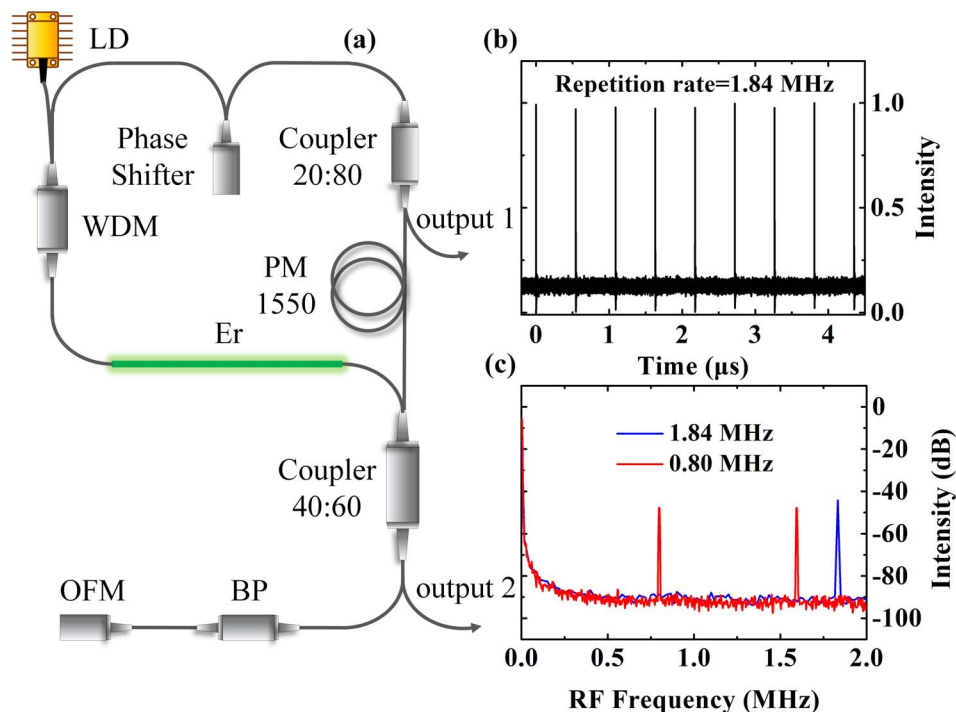 LD
(a)
Phase
Shifter
Coupler
20:80
WDM
output 1
PM
1550
Er
Coupler
40:60
OFM
BP
output 2
(b)
Repetition rate=1.84 MHz
1.0
0.5
0.0
Intensity
0 1 2 3 4
Time (μs)
(c)
1.84 MHz
0.80 MHz
0
-20
-40
-60
-80
-100
Intensity (dB)
0.0 0.5 1.0 1.5 2.0
RF Frequency (MHz)